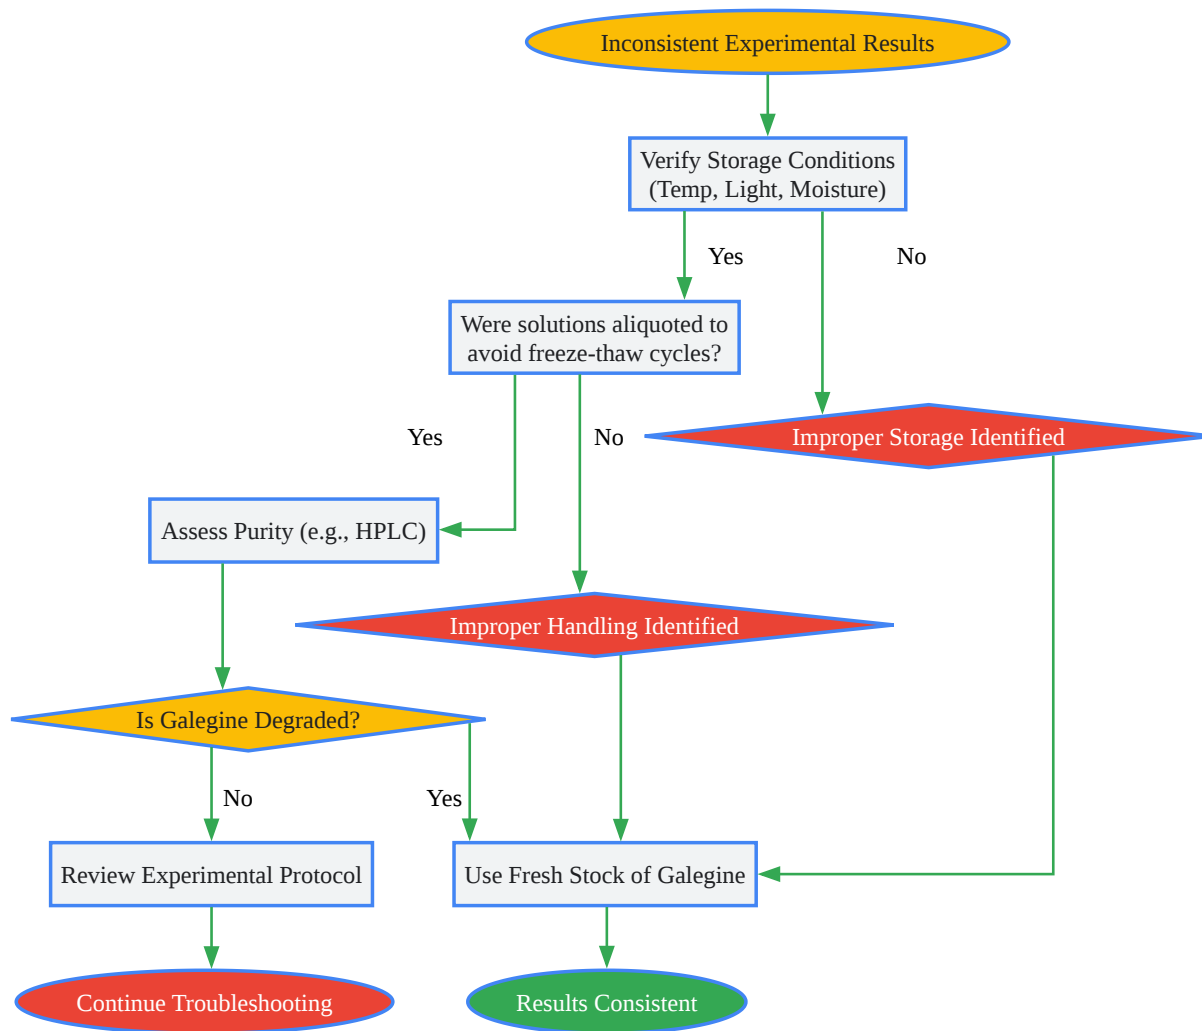 Inconsistent Experimental Results
Verify Storage Conditions
(Temp, Light, Moisture)
Yes
No
Were solutions aliquoted to
avoid freeze-thaw cycles?
Yes
No
Improper Storage Identified
Assess Purity (e.g., HPLC)
Improper Handling Identified
Is Galegine Degraded?
No
Yes
Review Experimental Protocol
Use Fresh Stock of Galegine
Continue Troubleshooting
Results Consistent